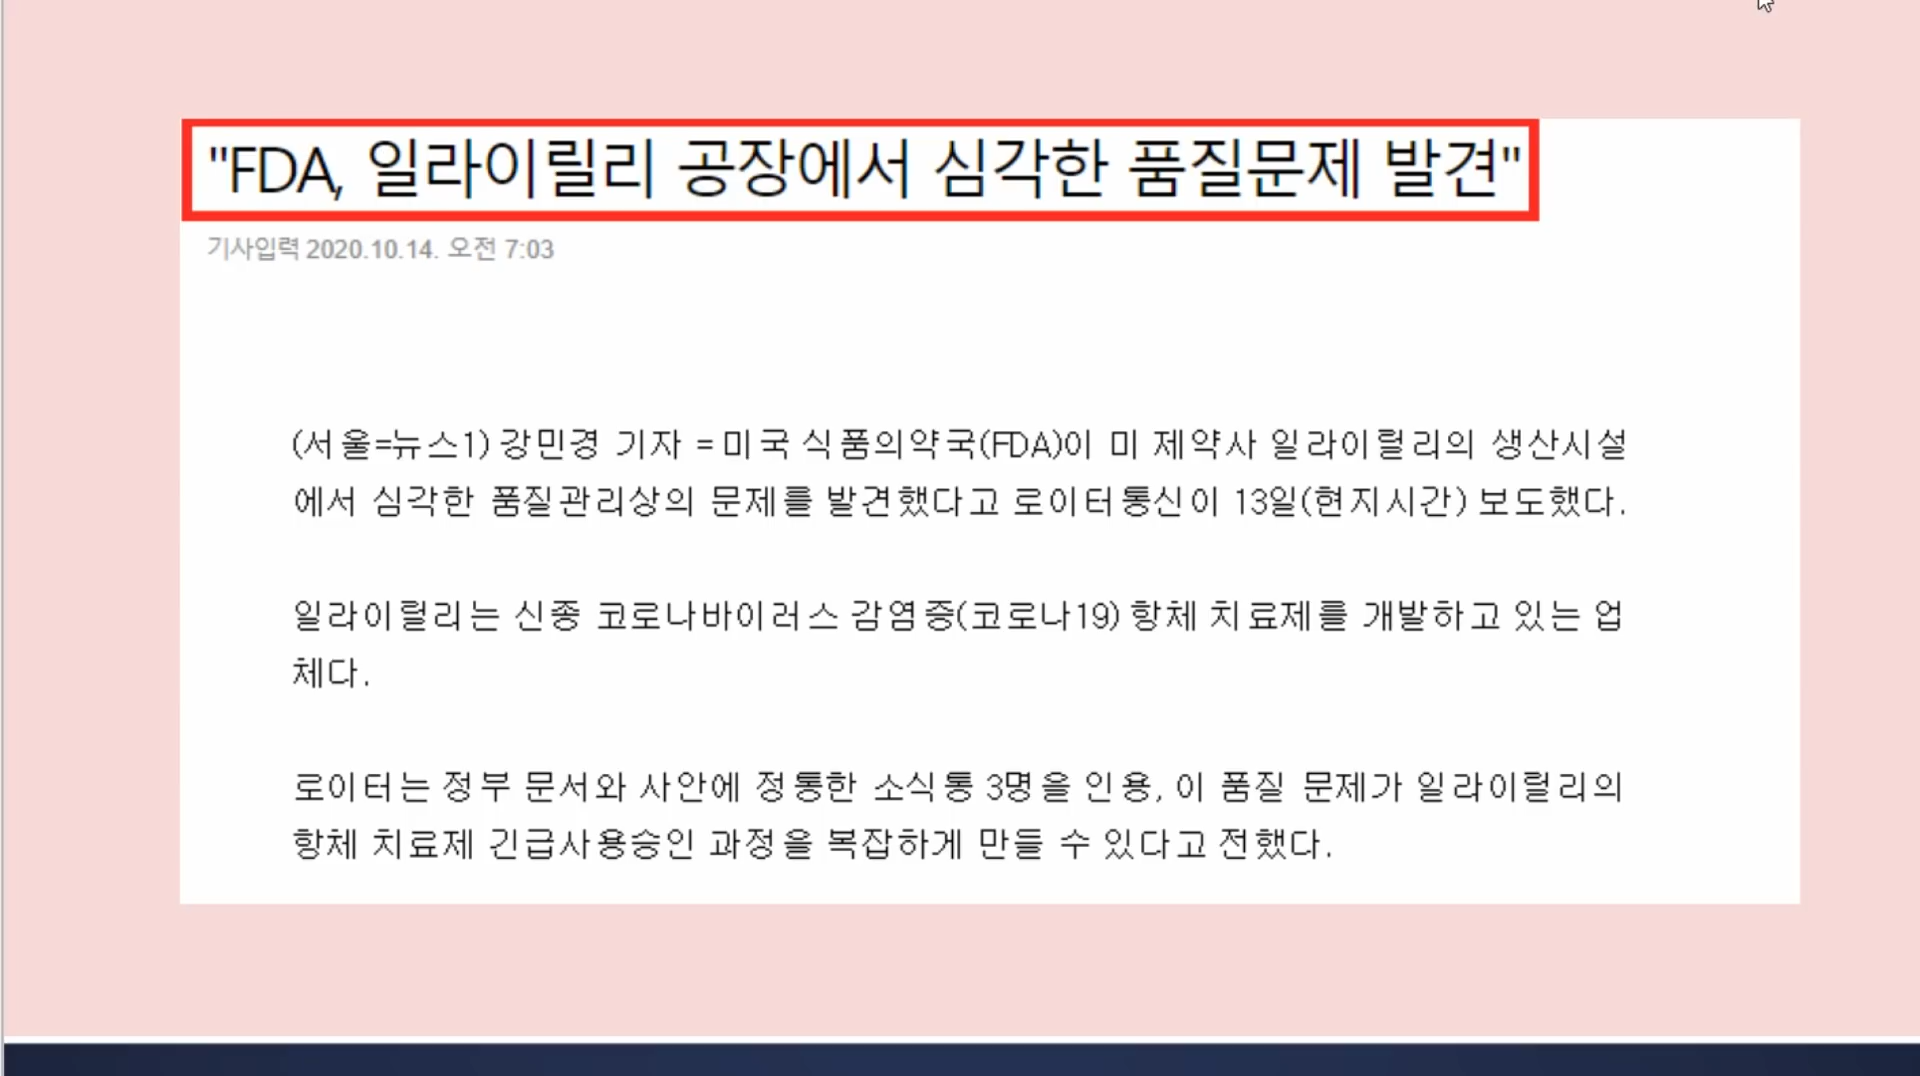 "FDA, 일라이릴리 공장에서 심각한 품질문제 발견"
기사입력 2020.10.14. 오전 7:03
(서울=뉴스1) 강민경 기자 = 미국 식품의약국(FDA)이 미 제약사 일라이럴리의 생산시설
에서 심각한 품질관리상의 문제를 발견했다고 로이터통신이 13일(현지시간) 보도했다.
일라이럴리는 신종 코로나바이러스 감염증(코로나19) 항체 치료제를 개발하고 있는 업
체다.
로이터는 정부 문서와 사안에 정통한 소식통 3명을 인용, 이 품질 문제가 일라이럴리의
항체 치료제 긴급사용승인 과정을 복잡하게 만들 수 있다고 전했다.